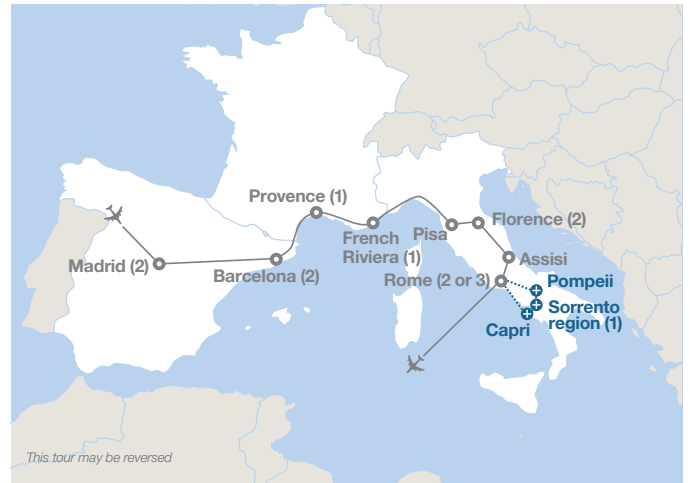 Provence (1)
Madrid (2)
Barcelona (2)
French
Riviera (1)
Pisa
Florence (2)
Assisi
Rome (2 or 3)
Pompeii
Sorrento
region (1)
Capri
This tour may be reversed